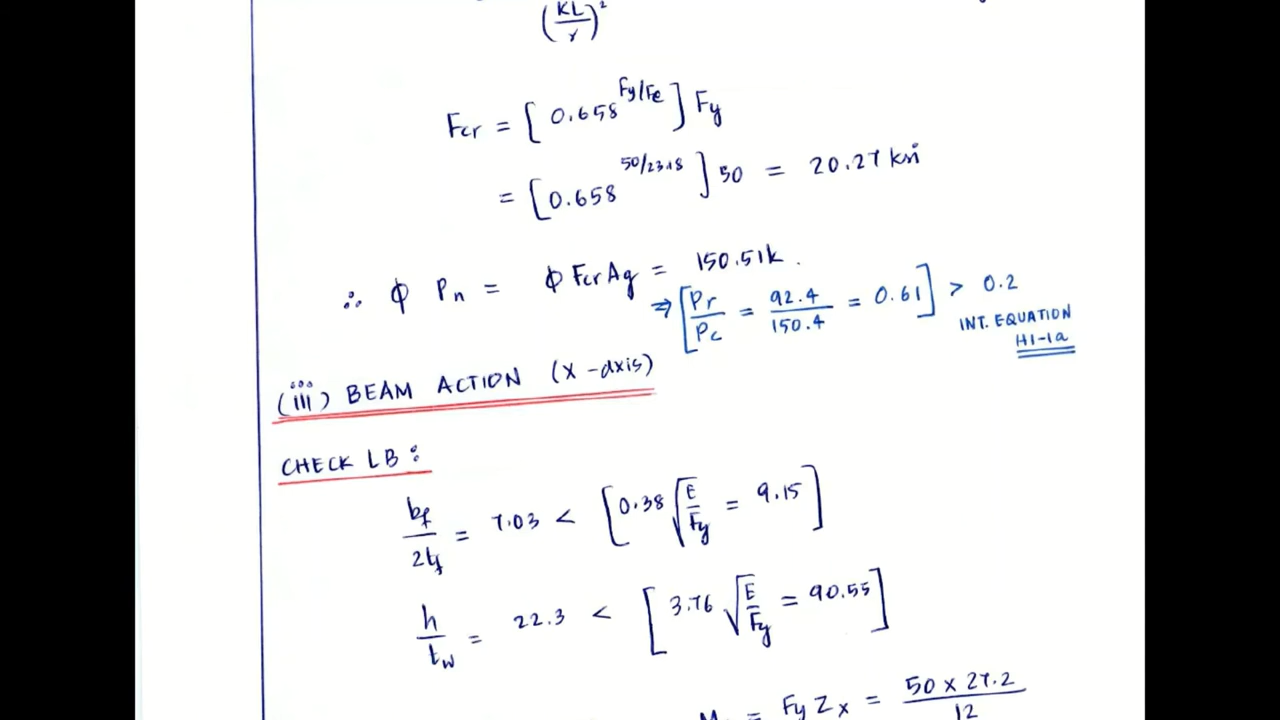 (KL/r)²
Fcr = [0.658^(Fy/Fe)] Fy
= [0.658^(50/23.18)] 50 = 20.27 ksi
∴ ϕ Pn = ϕ Fcr Ag = 150.51k.
⇒ [Pr/Pc = 92.4/150.4 = 0.61] > 0.2
INT. EQUATION
H1-1a
(iii) BEAM ACTION (X-axis)
CHECK LB:
bf/2tf = 7.03 < [0.38 √(E/Fy) = 9.15]
h/tw = 22.3 < [3.76 √(E/Fy) = 90.55]
= Fy Zx = 50 × 27.2/12